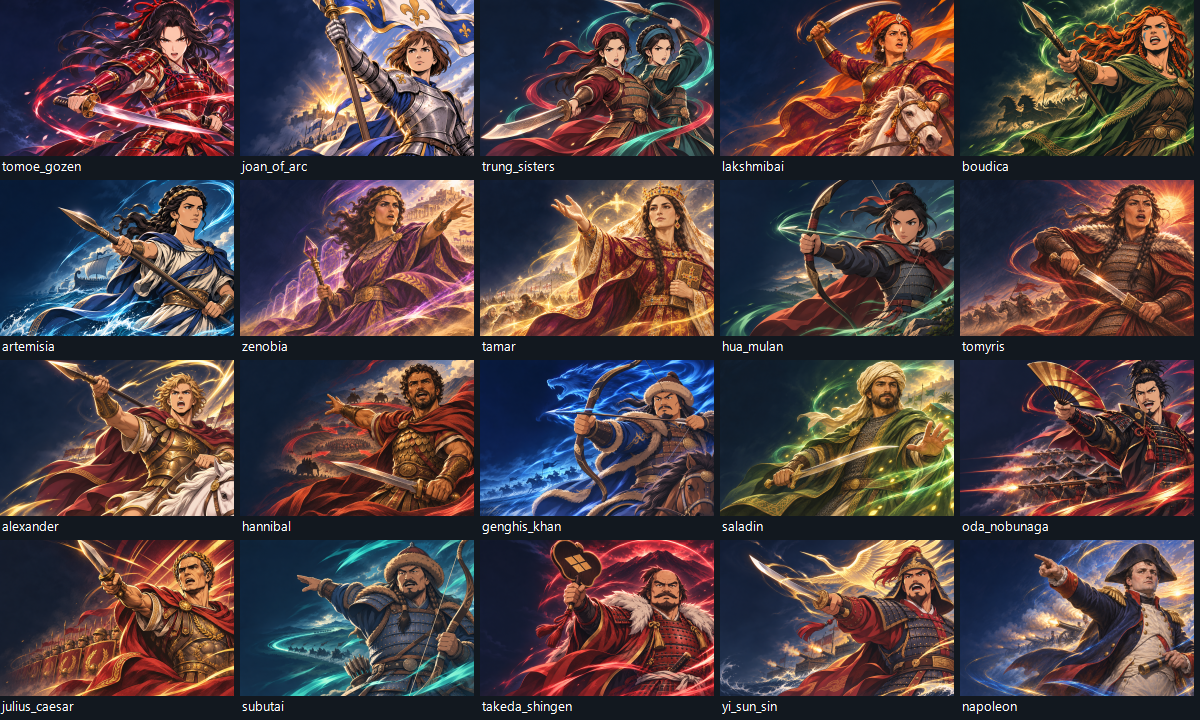 tomoe_gozen
joan_of_arc
trung_sisters
lakshmibai
boudica
artemisia
zenobia
tamar
hua_mulan
tomyris
alexander
hannibal
genghis_khan
saladin
oda_nobunaga
julius_caesar
subutai
takeda_shingen
yi_sun_sin
napoleon